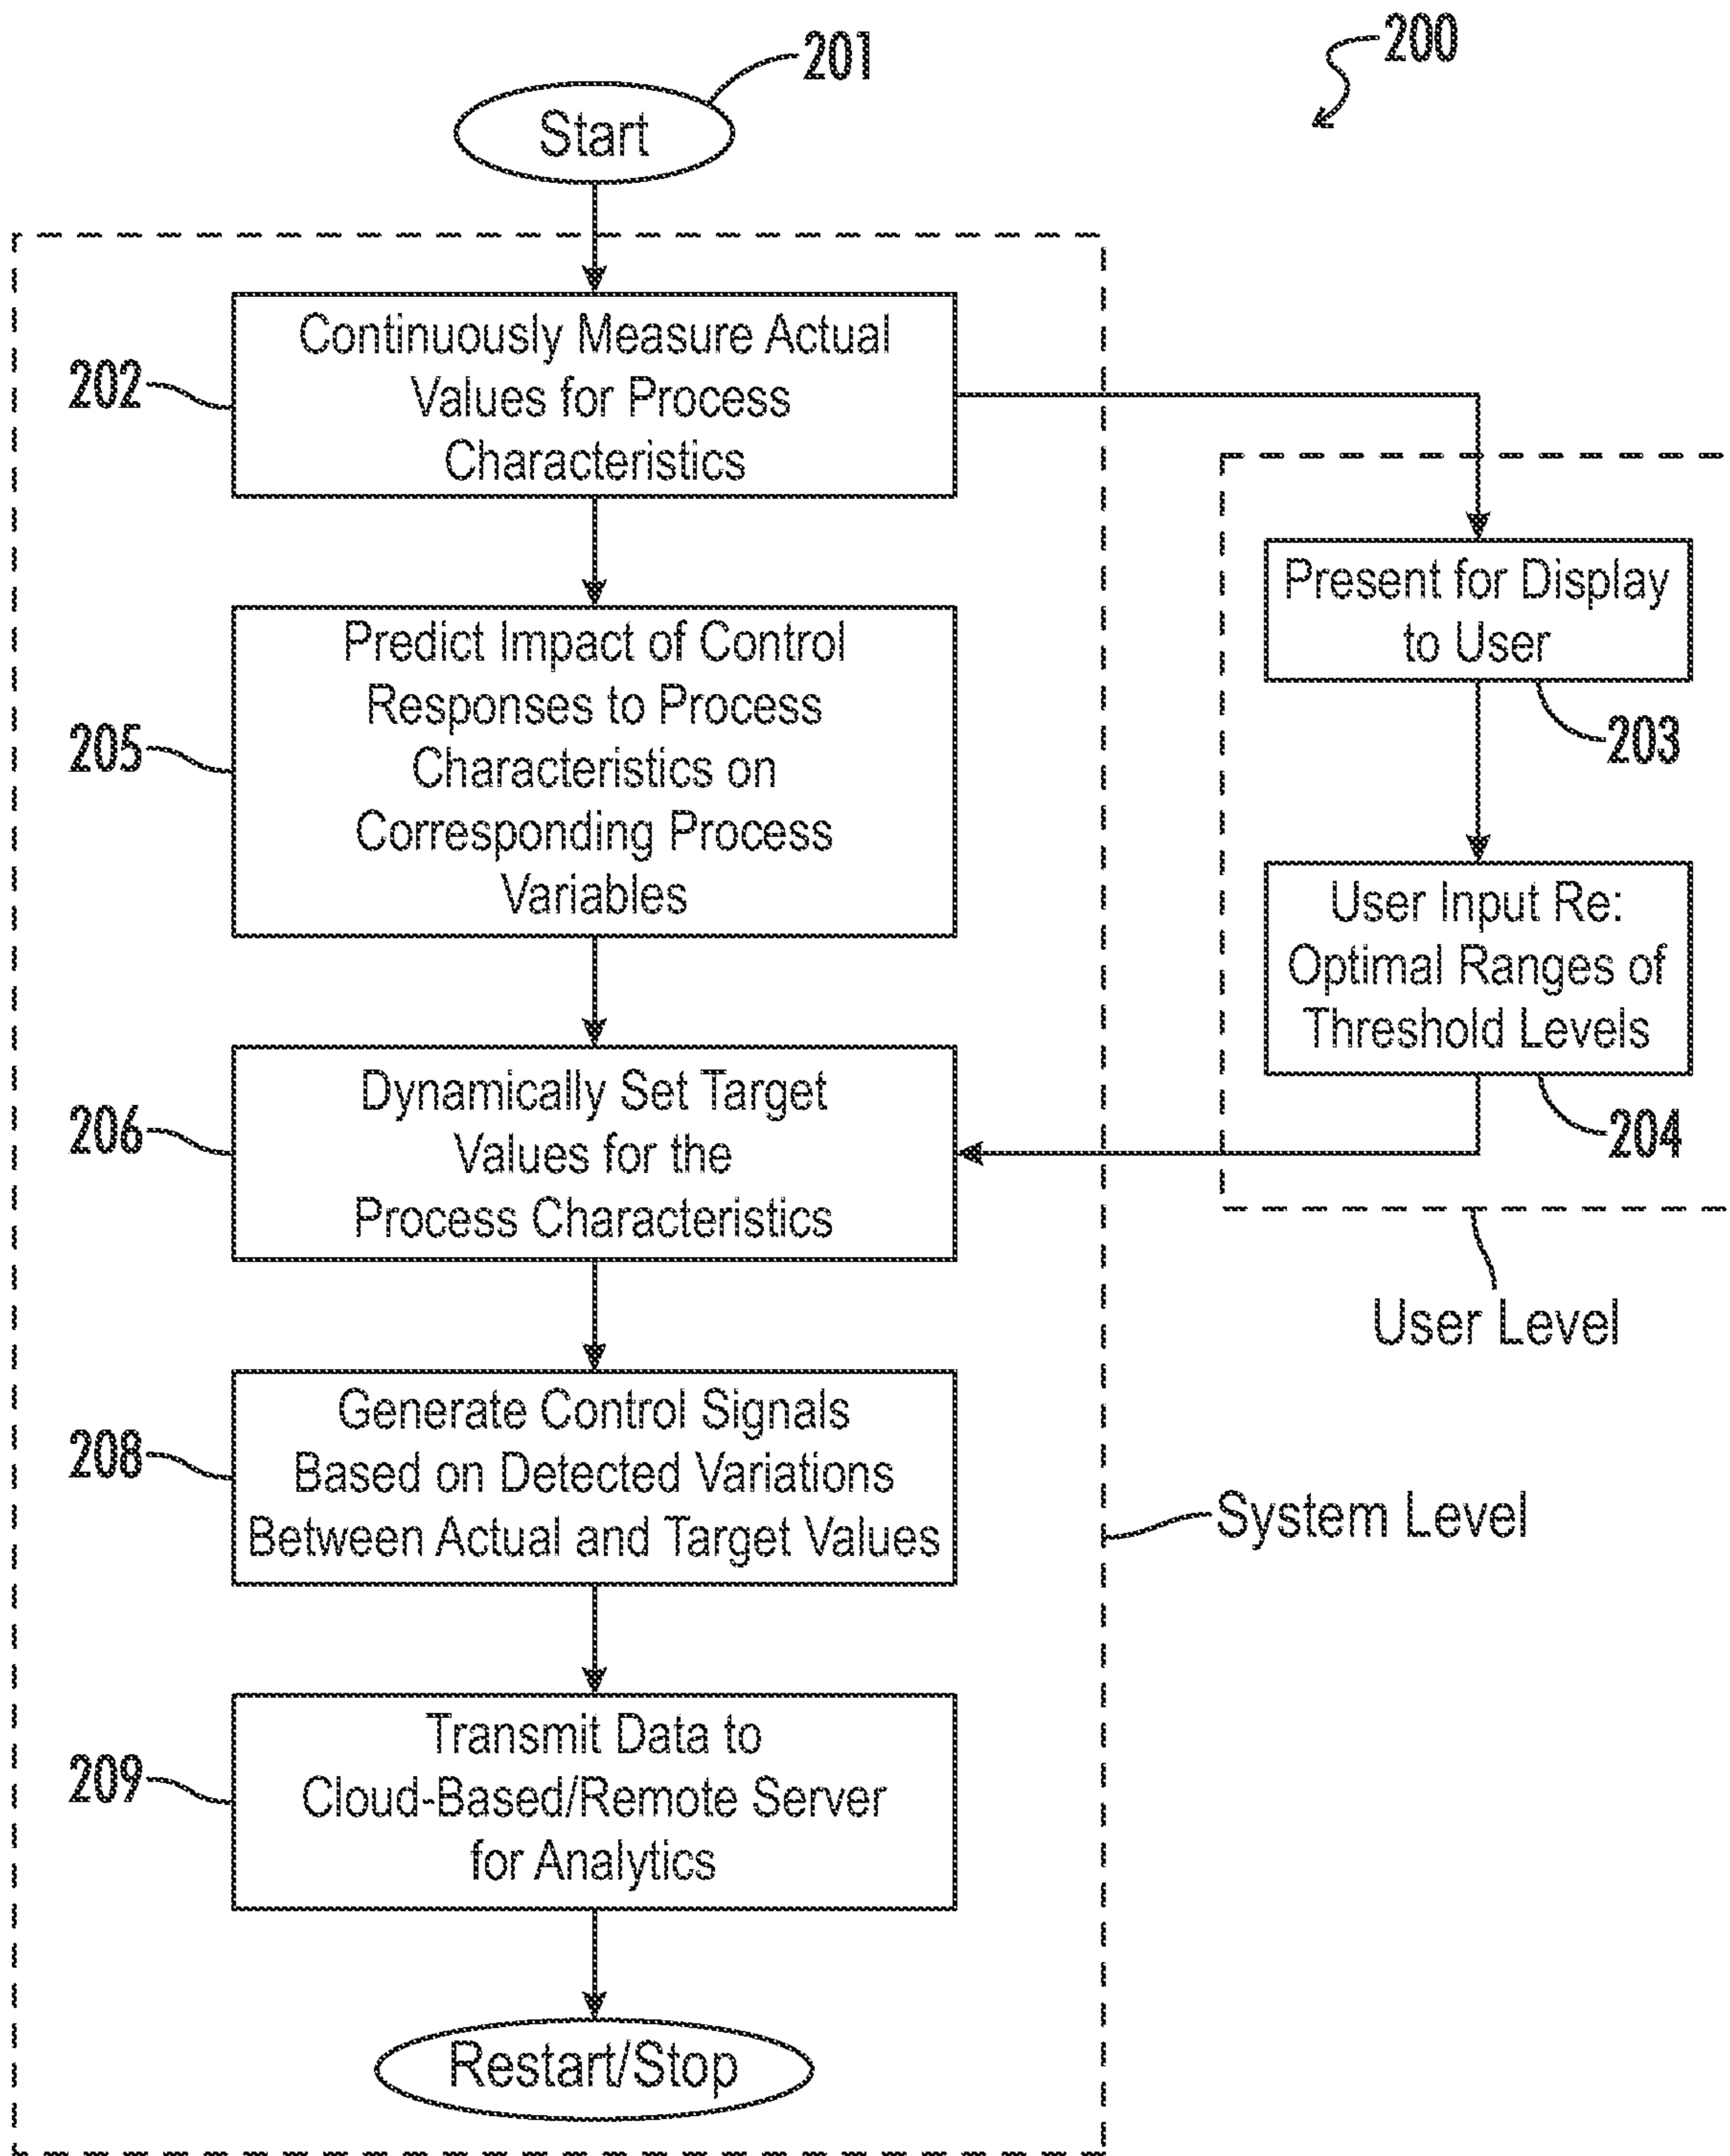 200
201
Start
202
Continuously Measure Actual
Values for Process
Characteristics
Present for Display
to User
203
205
Predict Impact of Control
Responses to Process
Characteristics on
Corresponding Process
Variables
User Input Re:
Optimal Ranges of
Threshold Levels
204
206
Dynamically Set Target
Values for the
Process Characteristics
User Level
208
Generate Control Signals
Based on Detected Variations
Between Actual and Target Values
System Level
209
Transmit Data to
Cloud-Based/Remote Server
for Analytics
Restart/Stop